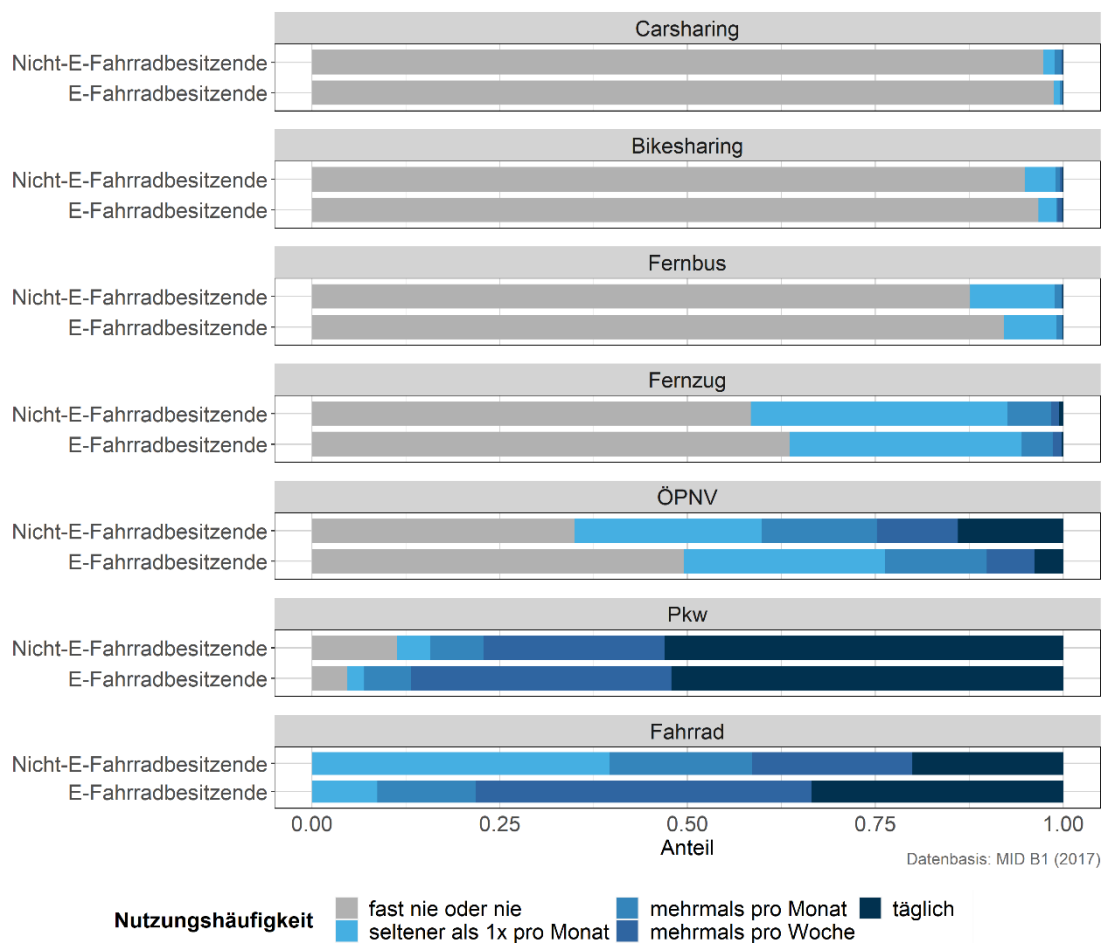 Carsharing
Nicht-E-Fahrradbesitzende
E-Fahrradbesitzende
Bikesharing
Nicht-E-Fahrradbesitzende
E-Fahrradbesitzende
Fernbus
Nicht-E-Fahrradbesitzende
E-Fahrradbesitzende
Fernzug
Nicht-E-Fahrradbesitzende
E-Fahrradbesitzende
ÖPNV
Nicht-E-Fahrradbesitzende
E-Fahrradbesitzende
Pkw
Nicht-E-Fahrradbesitzende
E-Fahrradbesitzende
Fahrrad
Nicht-E-Fahrradbesitzende
E-Fahrradbesitzende
0.00 0.25 0.50 0.75 1.00
Anteil
Datenbasis: MID B1 (2017)
Nutzungshäufigkeit
fast nie oder nie mehrmals pro Monat täglich
seltener als 1x pro Monat mehrmals pro Woche